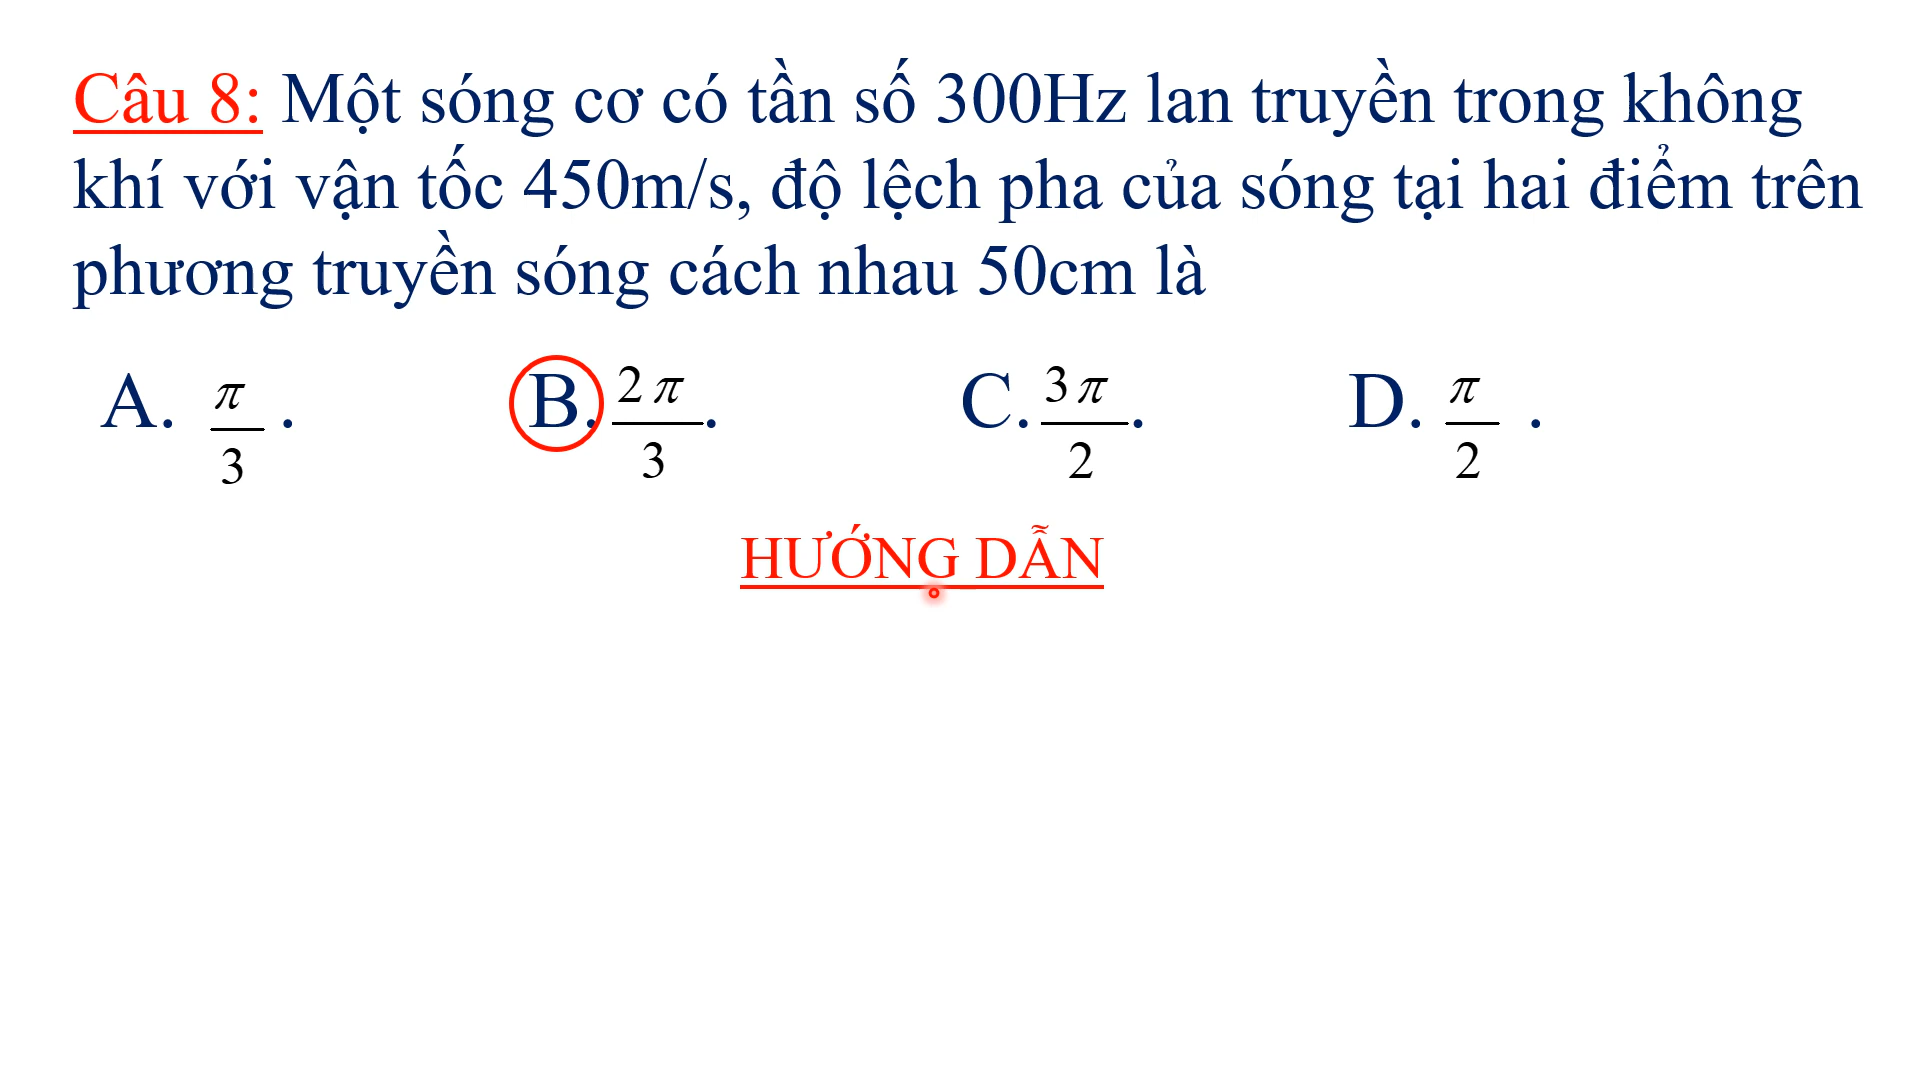 Câu 8: Một sóng cơ có tần số 300Hz lan truyền trong không
khí với vận tốc 450m/s, độ lệch pha của sóng tại hai điểm trên
phương truyền sóng cách nhau 50cm là
A. π/3 . B. 2π/3 . C. 3π/2 . D. π/2 .
HƯỚNG DẪN